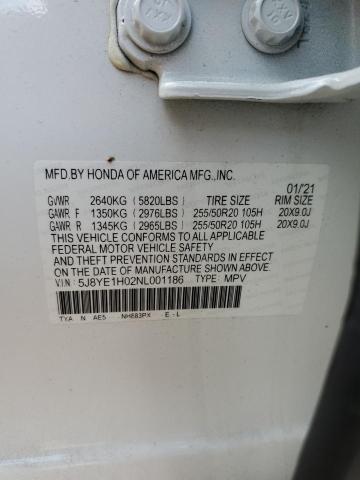 MFD.BY HONDA OF AMERICA MFG.,INC.
01/21
GVWR 2640KG (5820LBS) TIRE SIZE RIM SIZE
GAWR F 1350KG (2976LBS) 255/50R20 105H 20X9.0J
GAWR R 1345KG (2965LBS) 255/50R20 105H 20X9.0J
THIS VEHICLE CONFORMS TO ALL APPLICABLE
FEDERAL MOTOR VEHICLE SAFETY
AND THEFT PREVENTION STANDARDS IN EFFECT
ON THE DATE OF MANUFACTURE SHOWN ABOVE.
VIN: 5J8YE1H02NL001186 TYPE: MPV
TYA N AE5 NH883PX E-L